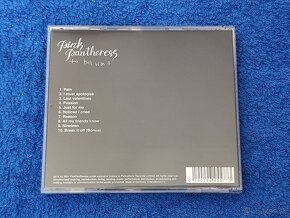 Pink
Pantheress
to hell with it
1. Pain
2. I must apologise
3. Last valentines
4. Passion
5. Just for me
6. Noticed I cried
7. Reason
8. All my friends know
9. Nineteen
10. Break it off (Bonus)